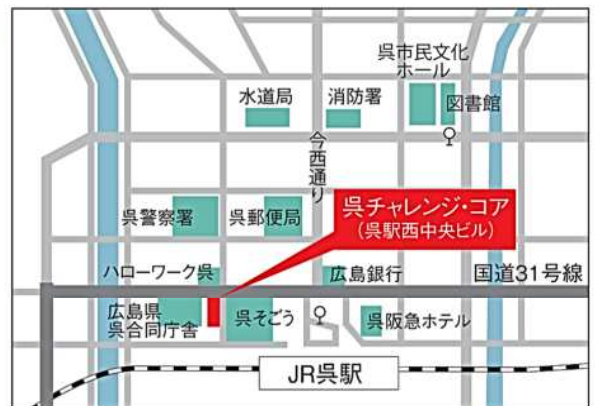 呉市民文化
ホール
水道局
消防署
図書館
今西通り
呉警察署
呉郵便局
呉チャレンジ・コア
(呉駅西中央ビル)
ハローワーク呉
広島銀行
国道31号線
広島県
呉合同庁舎
呉そごう
呉阪急ホテル
JR呉駅